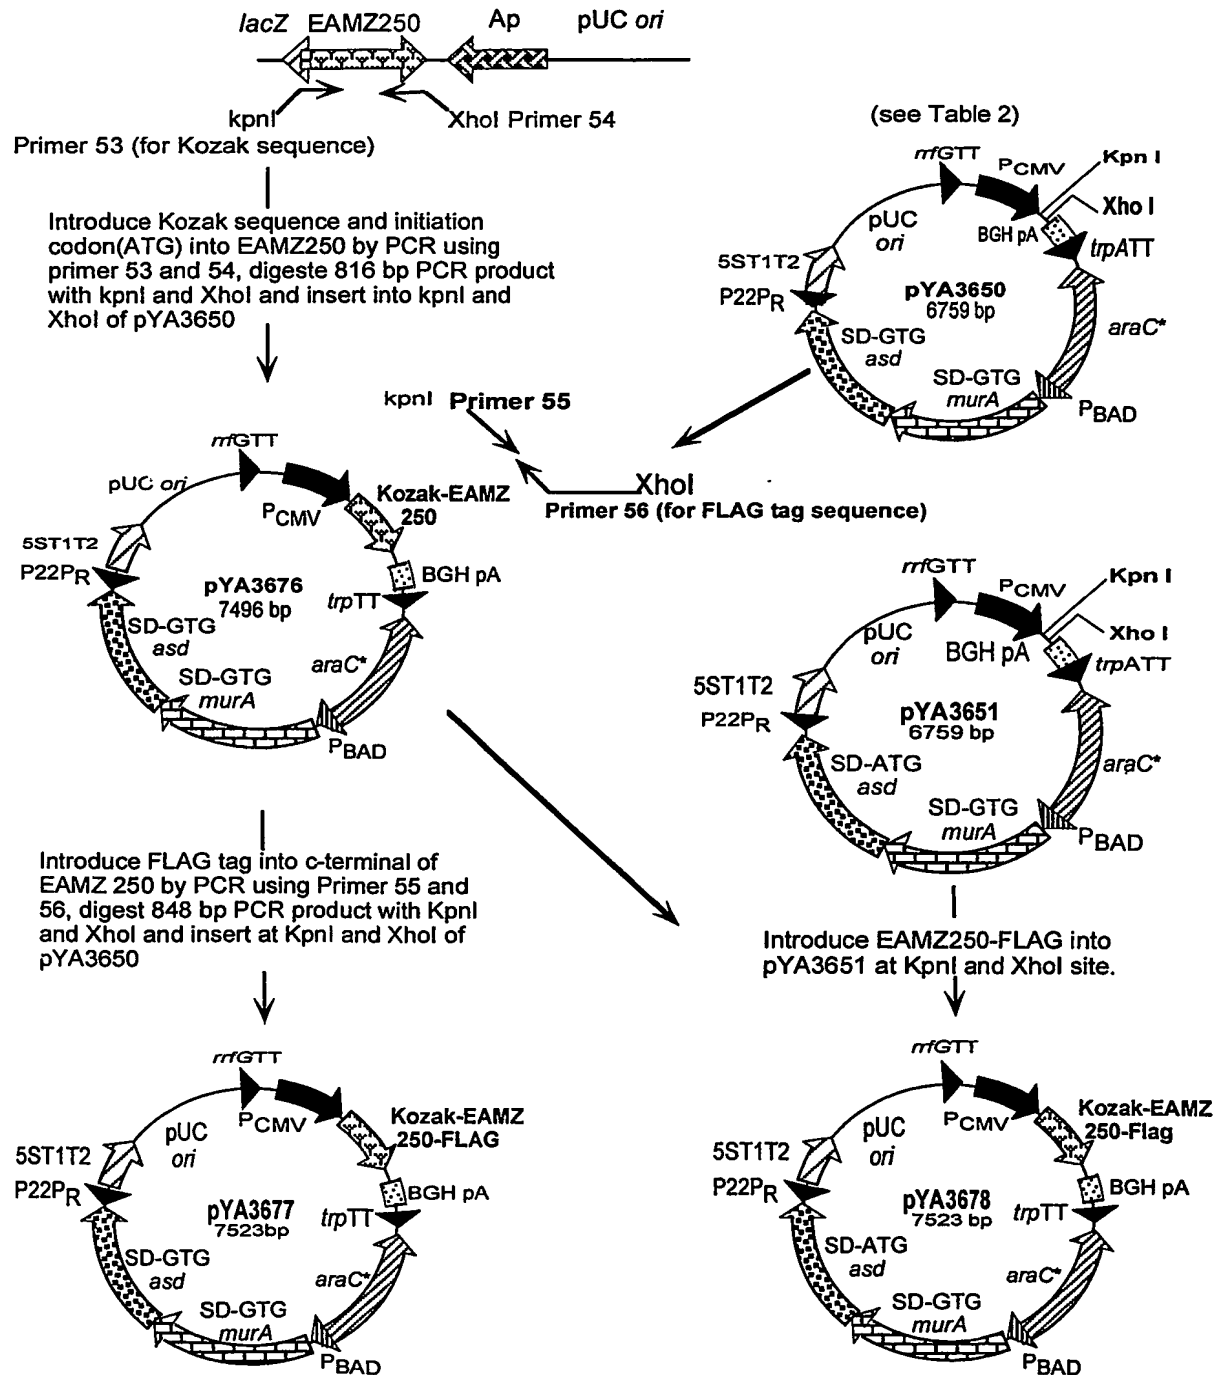 lacZ EAMZ250 Ap pUC ori
kpnI
XhoI Primer 54
Primer 53 (for Kozak sequence)
Introduce Kozak sequence and initiation
codon(ATG) into EAMZ250 by PCR using
primer 53 and 54, digeste 816 bp PCR product
with kpnI and XhoI and insert into kpnI and
XhoI of pYA3650
(see Table 2)
rrfGTT
PCMV
Kpn I
Xho I
pUC
ori
BGH pA
trpATT
5ST1T2
P22PR
pYA3650
6759 bp
araC*
SD-GTG
asd
SD-GTG
murA
PBAD
kpnI Primer 55
XhoI
Primer 56 (for FLAG tag sequence)
rrfGTT
pUC ori
PCMV
Kozak-EAMZ
250
5ST1T2
P22PR
BGH pA
pYA3676
7496 bp
trpTT
SD-GTG
asd
araC*
SD-GTG
murA
PBAD
rrfGTT
PCMV
Kpn I
Xho I
pUC
ori
BGH pA
trpATT
5ST1T2
P22PR
pYA3651
6759 bp
araC*
SD-ATG
asd
SD-GTG
murA
PBAD
Introduce FLAG tag into c-terminal of
EAMZ 250 by PCR using Primer 55 and
56, digest 848 bp PCR product with KpnI
and XhoI and insert at KpnI and XhoI of
pYA3650
Introduce EAMZ250-FLAG into
pYA3651 at KpnI and XhoI site.
rrfGTT
PCMV
Kozak-EAMZ
250-FLAG
pUC
ori
5ST1T2
P22PR
BGH pA
pYA3677
7523bp
trpTT
SD-GTG
asd
araC*
SD-GTG
murA
PBAD
rrfGTT
PCMV
Kozak-EAMZ
250-Flag
pUC
ori
5ST1T2
P22PR
BGH pA
pYA3678
7523 bp
trpTT
SD-ATG
asd
araC*
SD-GTG
murA
PBAD